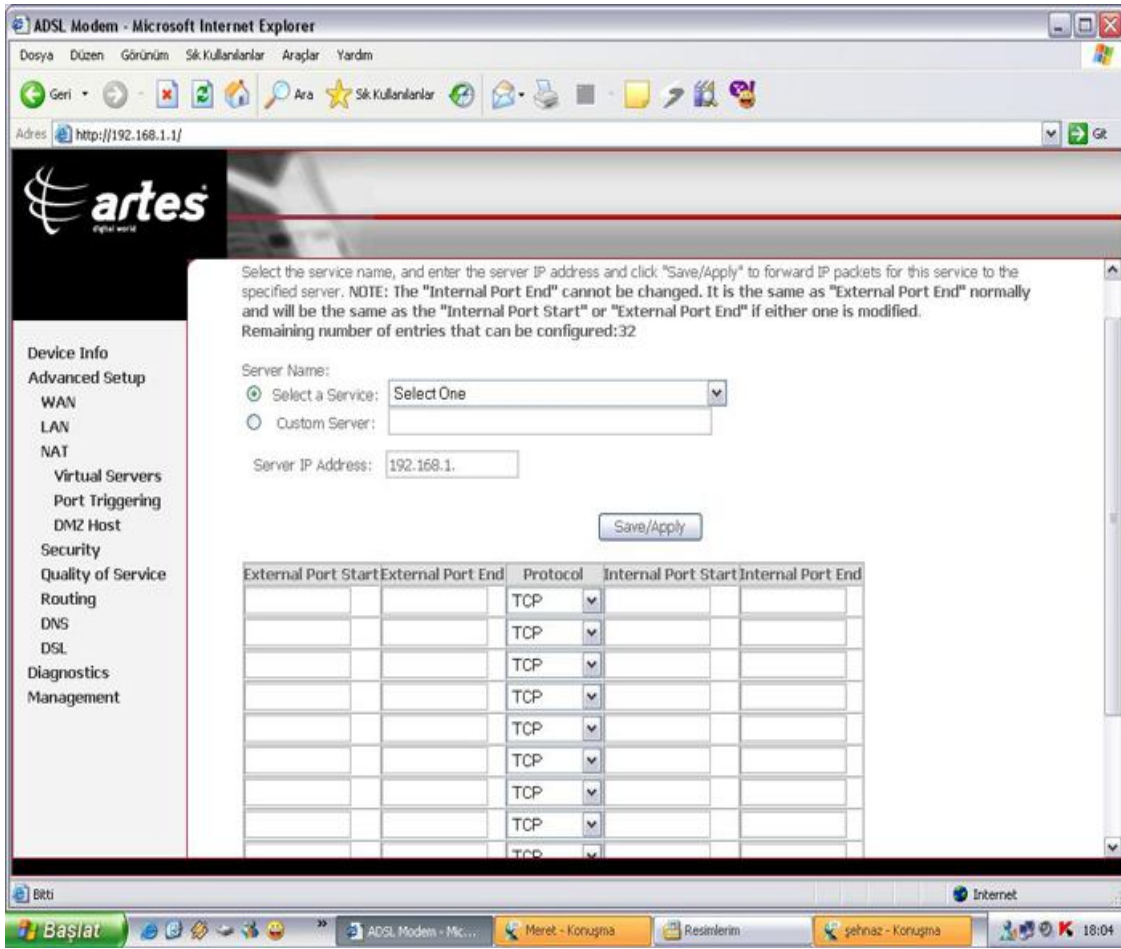 ADSL Modem - Microsoft Internet Explorer
Dosya Düzen Görünüm Sık Kullanılanlar Araçlar Yardım
Geri Ara Sık Kullanılanlar
Adres http://192.168.1.1/ Git
artes
digital world
Select the service name, and enter the server IP address and click "Save/Apply" to forward IP packets for this service to the
specified server. NOTE: The "Internal Port End" cannot be changed. It is the same as "External Port End" normally
and will be the same as the "Internal Port Start" or "External Port End" if either one is modified.
Remaining number of entries that can be configured:32
Device Info
Advanced Setup
WAN
LAN
NAT
Virtual Servers
Port Triggering
DMZ Host
Security
Quality of Service
Routing
DNS
DSL
Diagnostics
Management
Server Name:
Select a Service: Select One
Custom Server:
Server IP Address: 192.168.1.
Save/Apply
External Port Start External Port End Protocol Internal Port Start Internal Port End
TCP
TCP
TCP
TCP
TCP
TCP
TCP
TCP
TCP
Bitti Internet
Başlat » ADSL Modem - Mic... Meret - Konuşma Resimlerim şehnaz - Konuşma 18:04